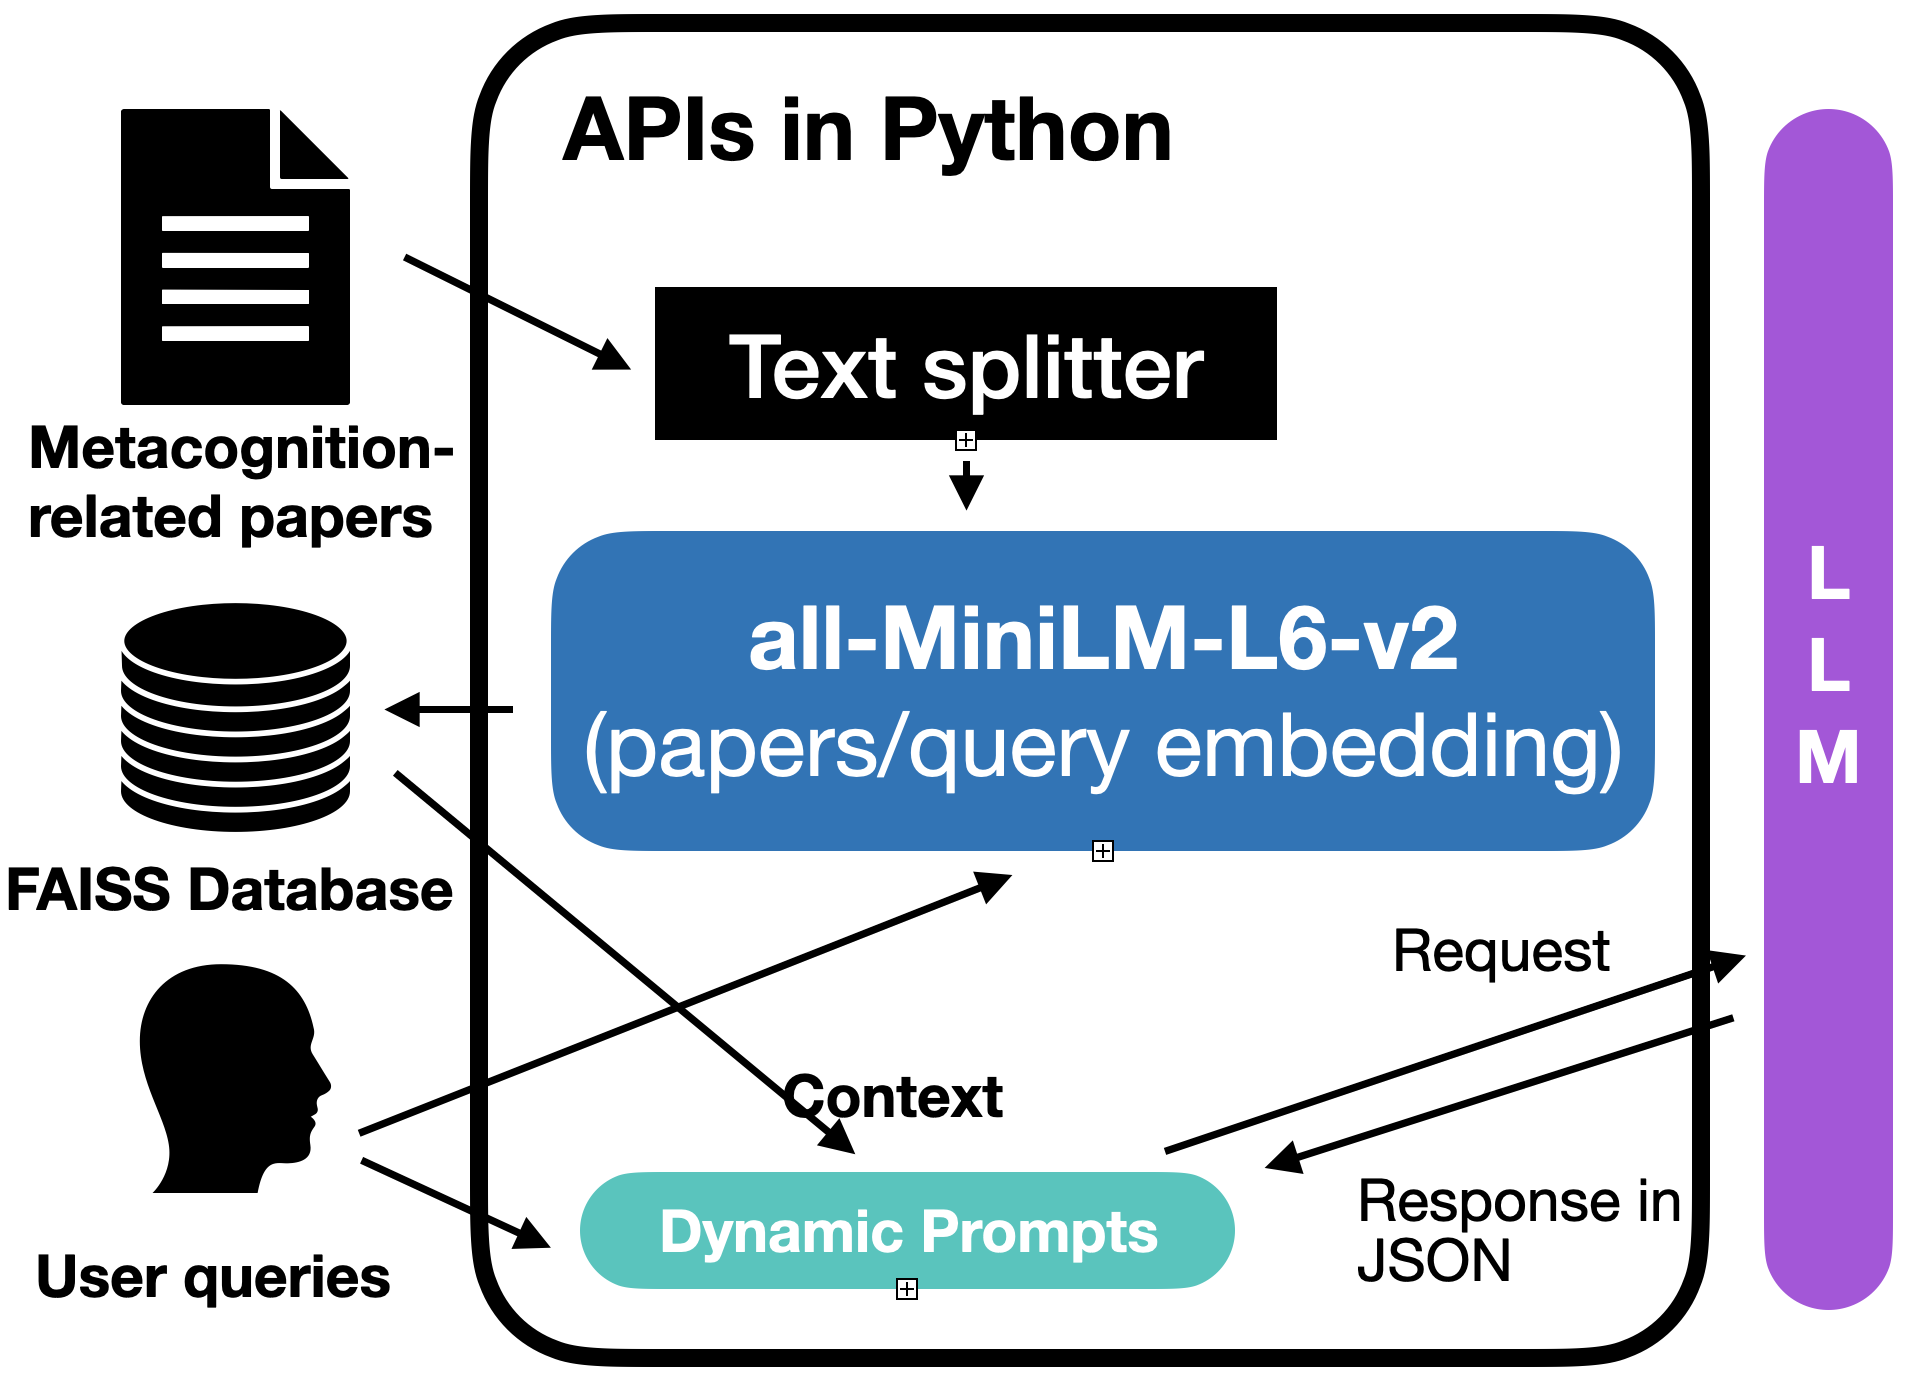 APIs in Python
Text splitter
Metacognition-
related papers
all-MiniLM-L6-v2
(papers/query embedding)
L
L
M
FAISS Database
Request
Context
Dynamic Prompts
Response in
JSON
User queries